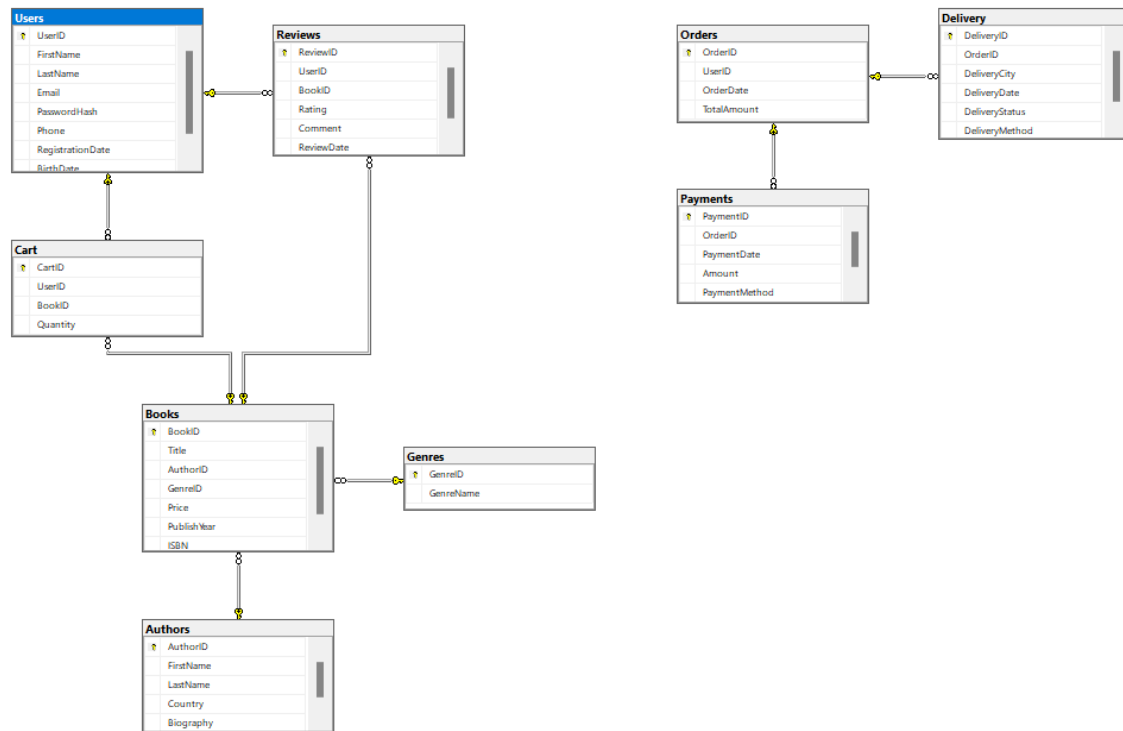 Users
UserID
FirstName
LastName
Email
PasswordHash
Phone
RegistrationDate
BirthDate
Reviews
ReviewID
UserID
BookID
Rating
Comment
ReviewDate
Orders
OrderID
UserID
OrderDate
TotalAmount
Delivery
DeliveryID
OrderID
DeliveryCity
DeliveryDate
DeliveryStatus
DeliveryMethod
Payments
PaymentID
OrderID
PaymentDate
Amount
PaymentMethod
Cart
CartID
UserID
BookID
Quantity
Books
BookID
Title
AuthorID
GenreID
Price
PublishYear
ISBN
Genres
GenreID
GenreName
Authors
AuthorID
FirstName
LastName
Country
Biography